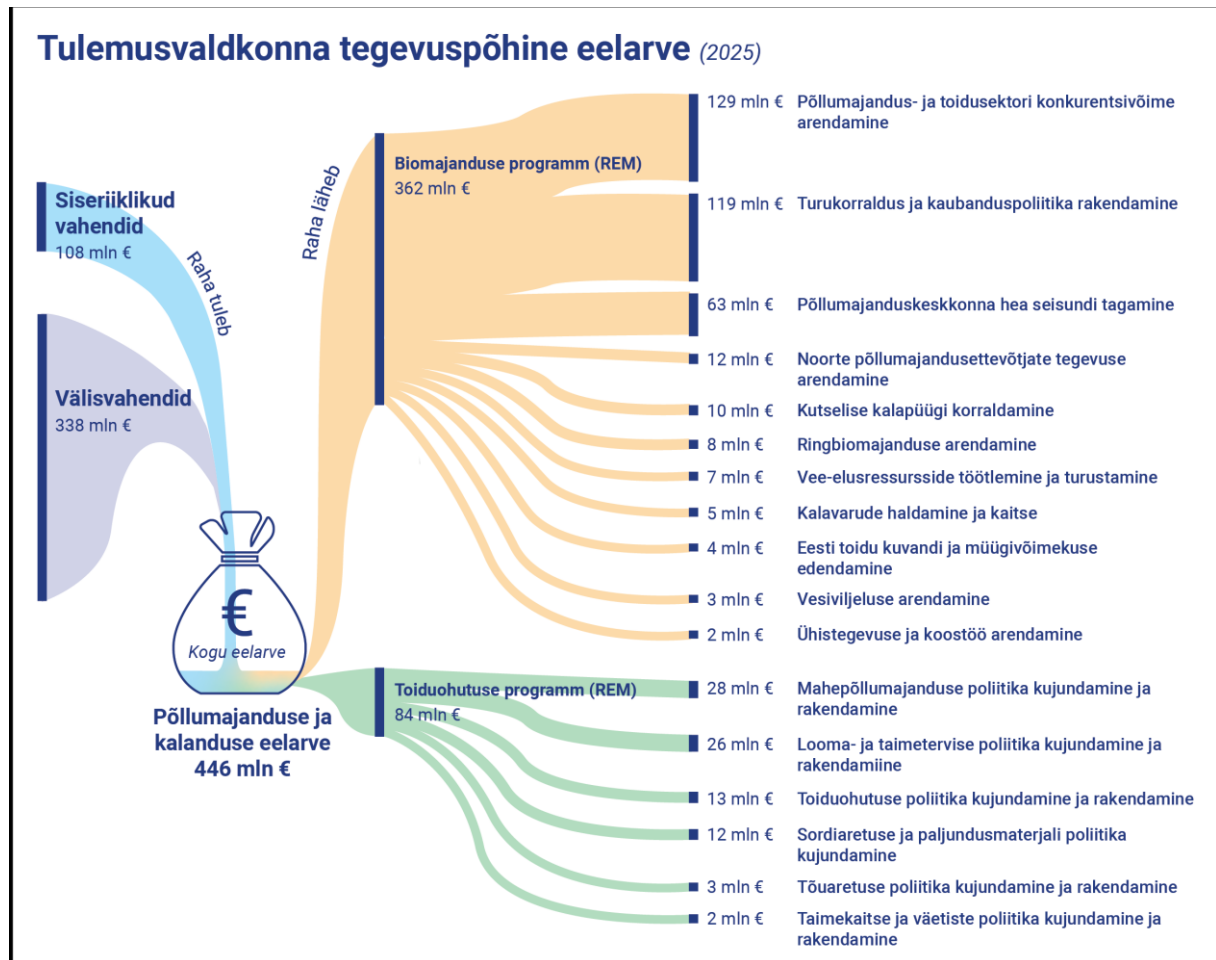 Tulemusvaldkonna tegevuspõhine eelarve (2025)
Siseriiklikud
vahendid
108 mln €
Raha tuleb
Välisvahendid
338 mln €
€
Kogu eelarve
Põllumajanduse ja
kalanduse eelarve
446 mln €
Raha läheb
Biomajanduse programm (REM)
362 mln €
129 mln € Põllumajandus- ja toidusektori konkurentsivõime
arendamine
119 mln € Turukorraldus ja kaubanduspoliitika rakendamine
63 mln € Põllumajanduskeskkonna hea seisundi tagamine
12 mln € Noorte põllumajandusettevõtjate tegevuse
arendamine
10 mln € Kutselise kalapüügi korraldamine
8 mln € Ringbiomajanduse arendamine
7 mln € Vee-elusressursside töötlemine ja turustamine
5 mln € Kalavarude haldamine ja kaitse
4 mln € Eesti toidu kuvandi ja müügivõimekuse
edendamine
3 mln € Vesiviljeluse arendamine
2 mln € Ühistegevuse ja koostöö arendamine
Toiduohutuse programm (REM)
84 mln €
28 mln € Mahepõllumajanduse poliitika kujundamine ja
rakendamine
26 mln € Looma- ja taimetervise poliitika kujundamine ja
rakendamiine
13 mln € Toiduohutuse poliitika kujundamine ja rakendamine
12 mln € Sordiaretuse ja paljundusmaterjali poliitika
kujundamine
3 mln € Tõuaretuse poliitika kujundamine ja rakendamine
2 mln € Taimekaitse ja väetiste poliitika kujundamine ja
rakendamine